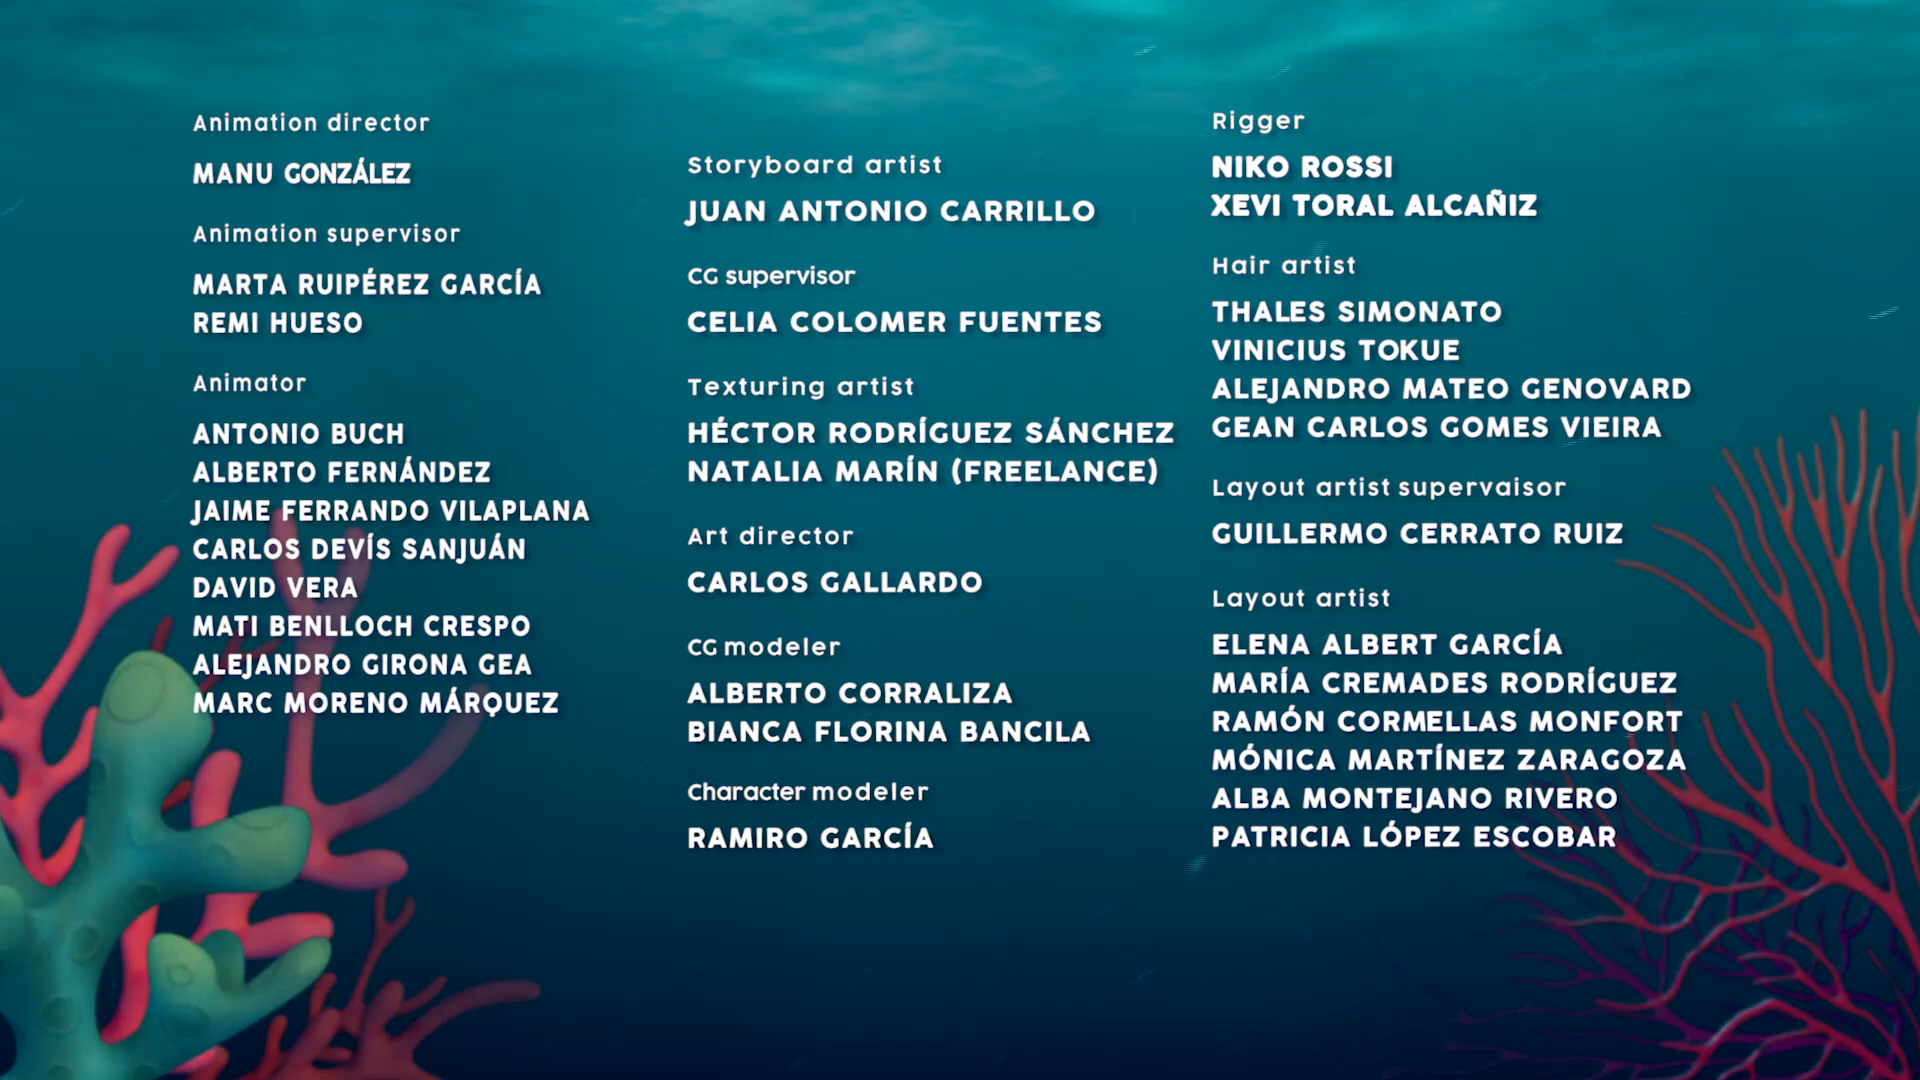 Animation director
MANU GONZÁLEZ
Animation supervisor
MARTA RUIPÉREZ GARCÍA
REMI HUESO
Animator
ANTONIO BUCH
ALBERTO FERNÁNDEZ
JAIME FERRANDO VILAPLANA
CARLOS DEVÍS SANJUÁN
DAVID VERA
MATI BENLLOCH CRESPO
ALEJANDRO GIRONA GEA
MARC MORENO MÁRQUEZ
Storyboard artist
JUAN ANTONIO CARRILLO
CG supervisor
CELIA COLOMER FUENTES
Texturing artist
HÉCTOR RODRÍGUEZ SÁNCHEZ
NATALIA MARÍN (FREELANCE)
Art director
CARLOS GALLARDO
CG modeler
ALBERTO CORRALIZA
BIANCA FLORINA BANCILA
Character modeler
RAMIRO GARCÍA
Rigger
NIKO ROSSI
XEVI TORAL ALCAÑIZ
Hair artist
THALES SIMONATO
VINICIUS TOKUE
ALEJANDRO MATEO GENOVARD
GEAN CARLOS GOMES VIEIRA
Layout artist supervaisor
GUILLERMO CERRATO RUIZ
Layout artist
ELENA ALBERT GARCÍA
MARÍA CREMADES RODRÍGUEZ
RAMÓN CORMELLAS MONFORT
MÓNICA MARTÍNEZ ZARAGOZA
ALBA MONTEJANO RIVERO
PATRICIA LÓPEZ ESCOBAR